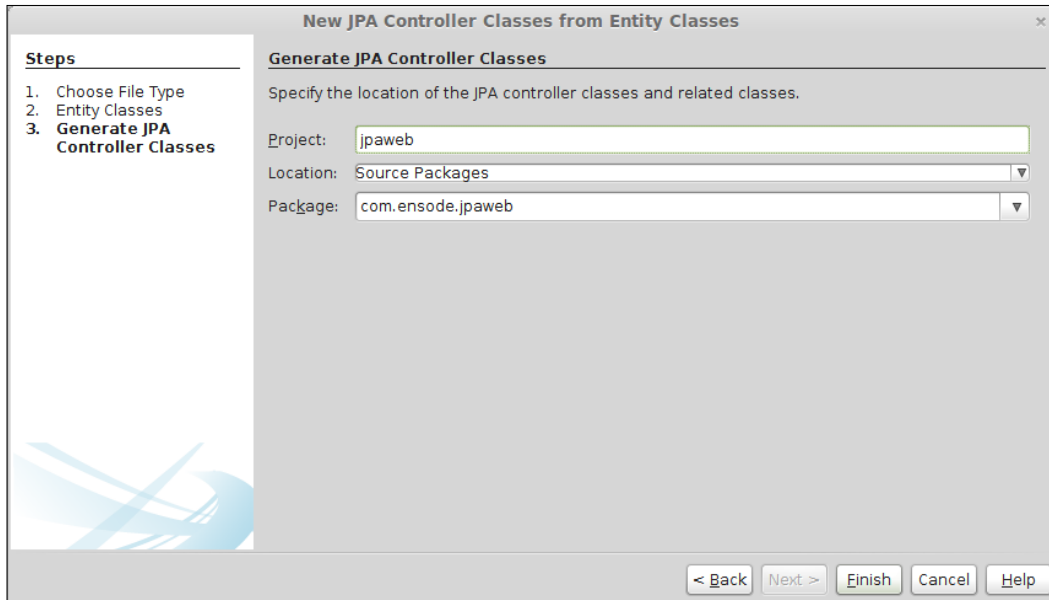 New JPA Controller Classes from Entity Classes
Steps
1. Choose File Type
2. Entity Classes
3. Generate JPA
Controller Classes
Generate JPA Controller Classes
Specify the location of the JPA controller classes and related classes.
Project: jpaweb
Location: Source Packages
Package: com.ensode.jpaweb
< Back Next > Finish Cancel Help